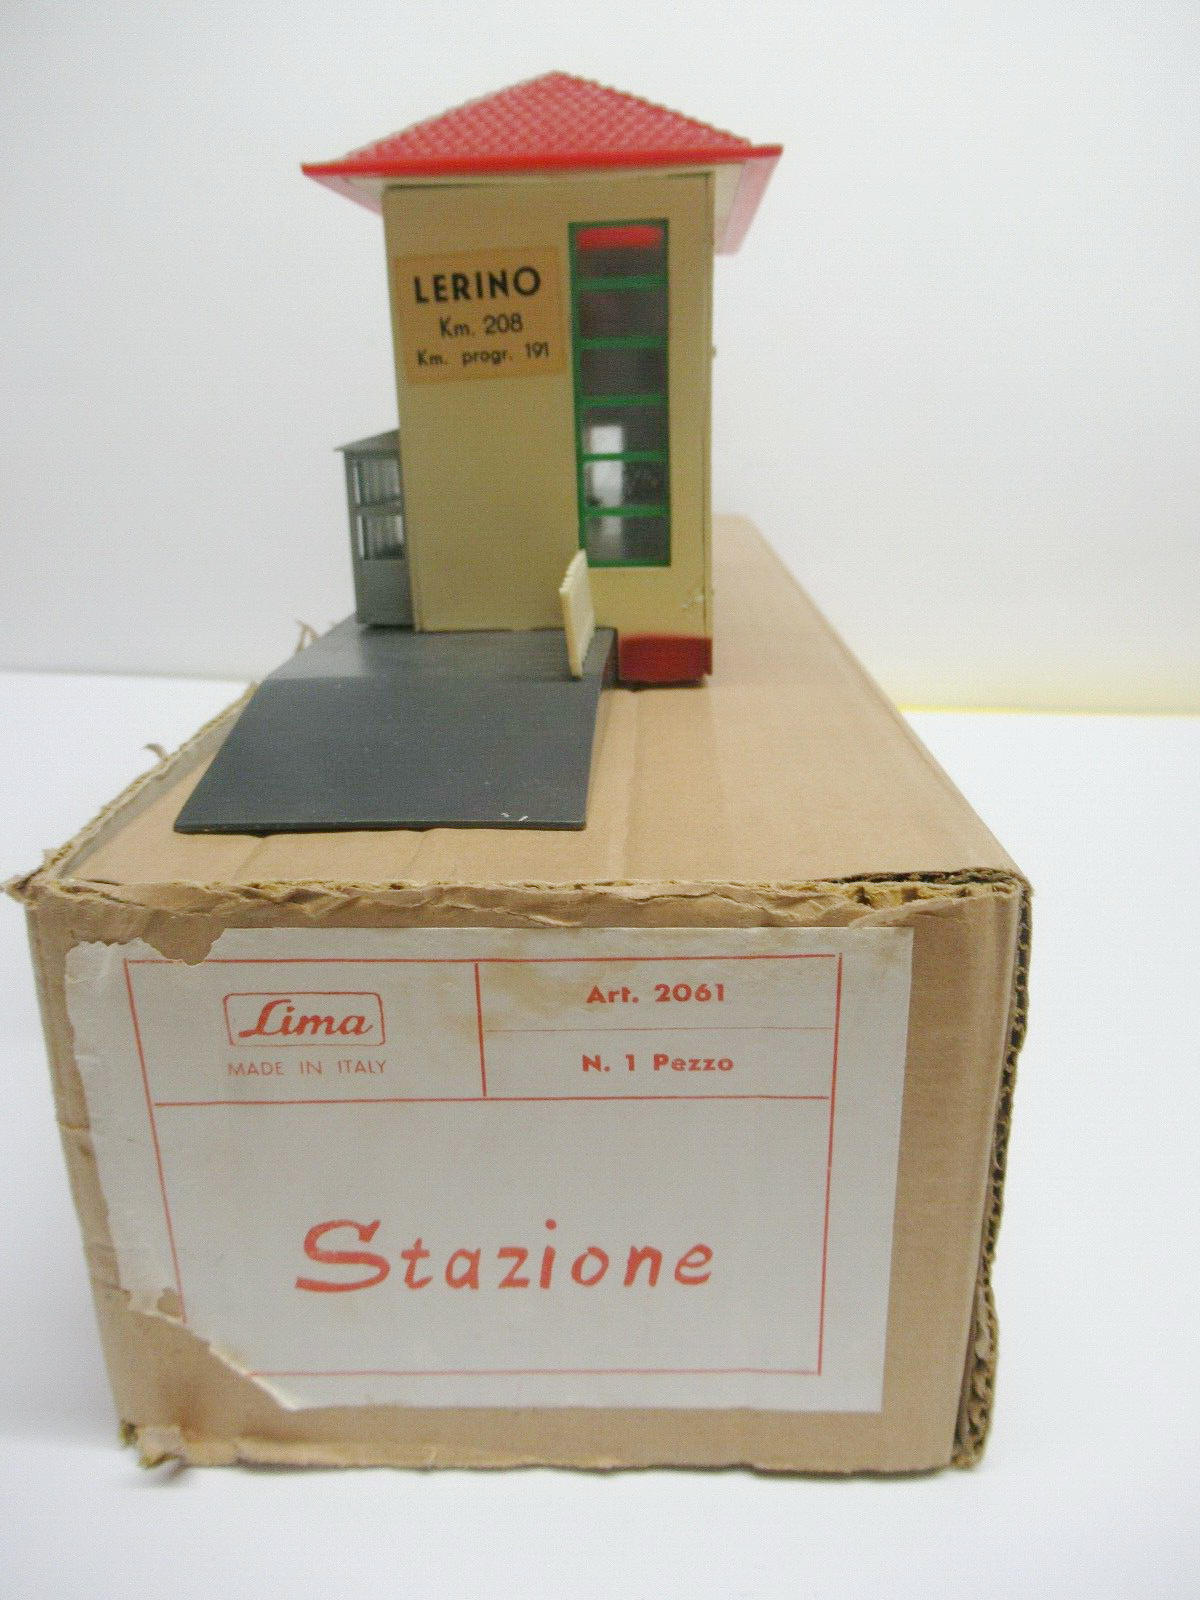 LERINO
Km. 208
Km. progr. 191
Lima
MADE IN ITALY
Art. 2061
N. 1 Pezzo
Stazione